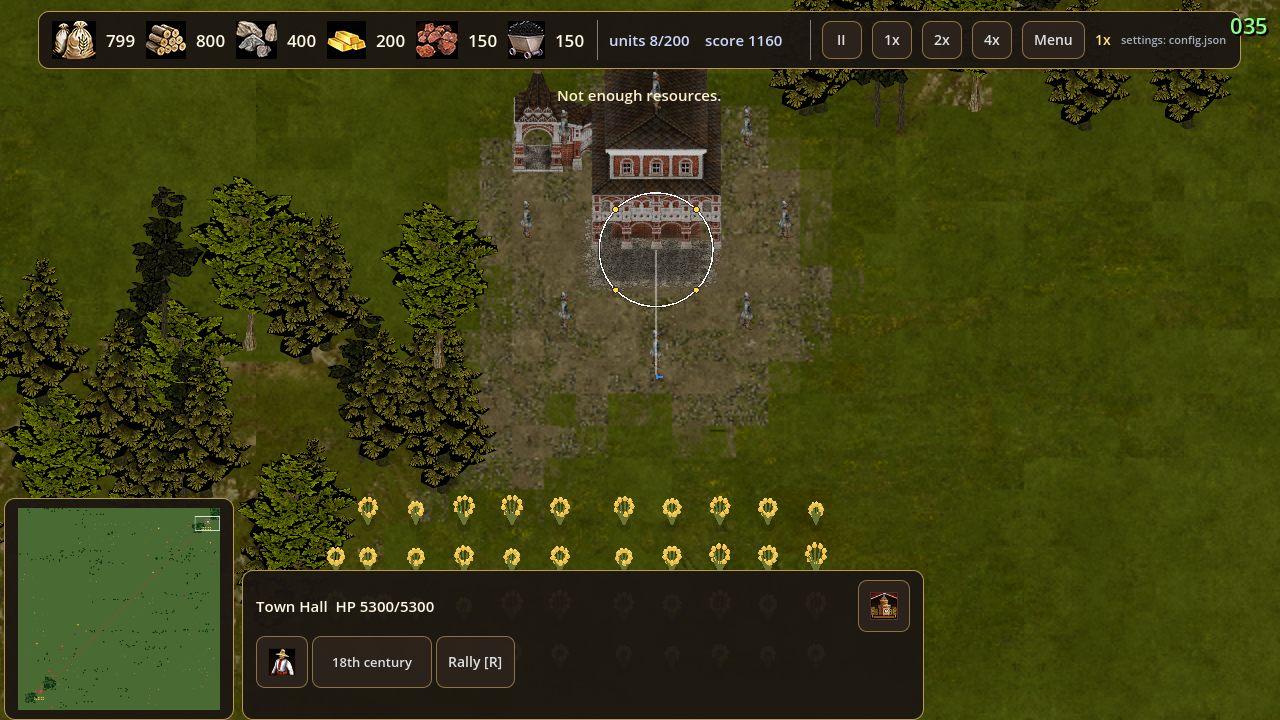 799 800 400 200 150 150 units 8/200 score 1160 II 1x 2x 4x Menu 1x settings: config.json 035
Not enough resources.
Town Hall HP 5300/5300
18th century Rally [R]